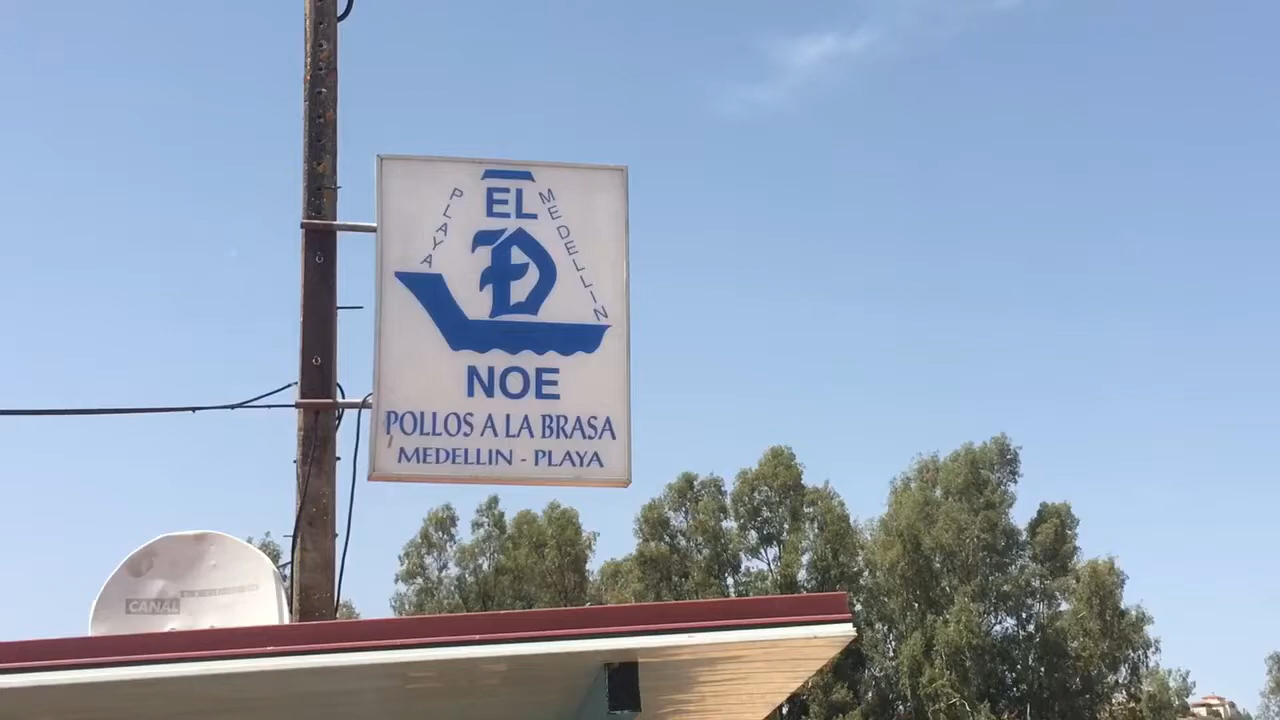 PLAYA
EL
MEDELLIN
D
NOE
POLLOS A LA BRASA
MEDELLIN - PLAYA
CANAL